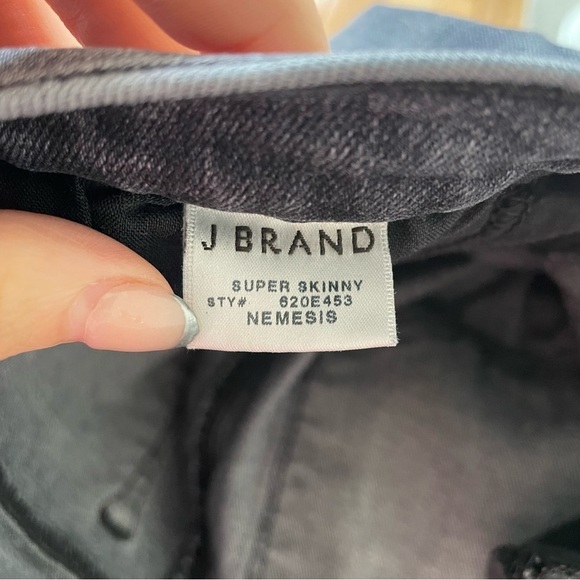 J BRAND
SUPER SKINNY
STY# 620E453
NEMESIS